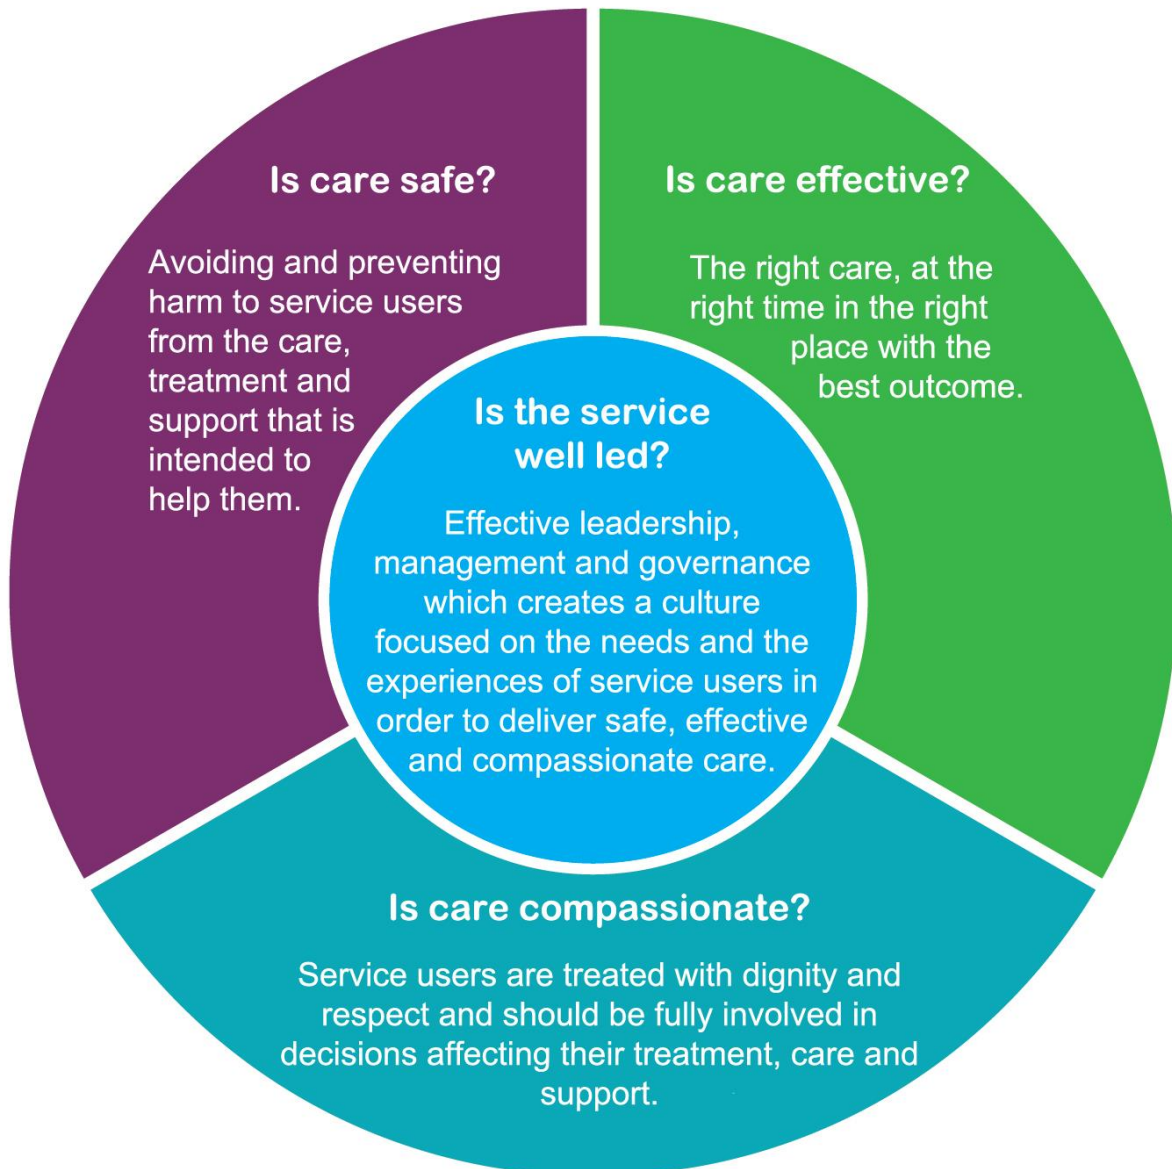 Is care safe?
Avoiding and preventing
harm to service users
from the care,
treatment and
support that is
intended to
help them.
Is care effective?
The right care, at the
right time in the right
place with the
best outcome.
Is the service
well led?
Effective leadership,
management and governance
which creates a culture
focused on the needs and the
experiences of service users in
order to deliver safe, effective
and compassionate care.
Is care compassionate?
Service users are treated with dignity and
respect and should be fully involved in
decisions affecting their treatment, care and
support.